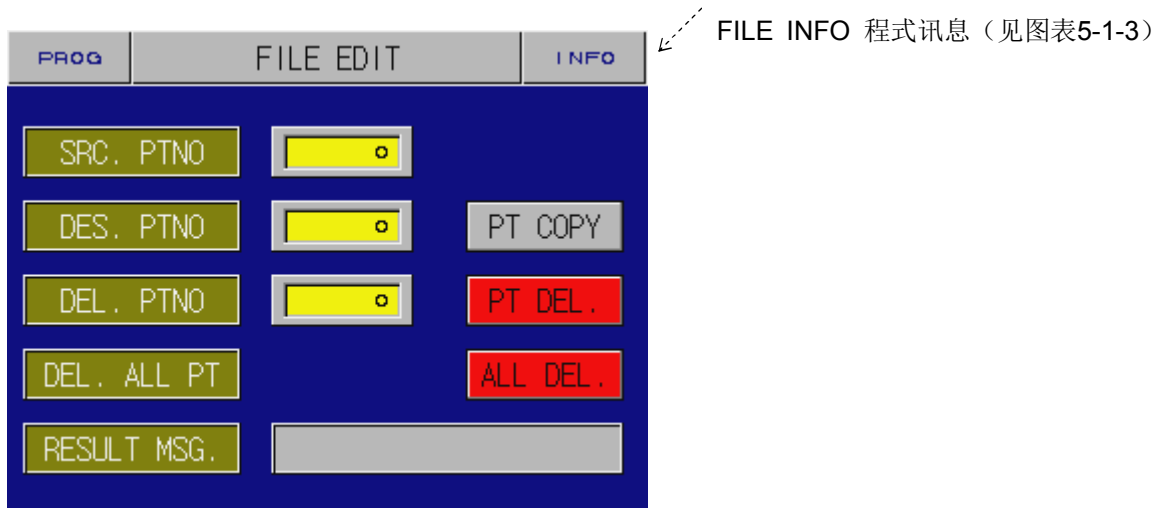 FILE INFO 程式讯息（见图表5-1-3）
PROG FILE EDIT INFO
SRC. PTNO 0
DES. PTNO 0 PT COPY
DEL. PTNO 0 PT DEL.
DEL. ALL PT ALL DEL.
RESULT MSG.